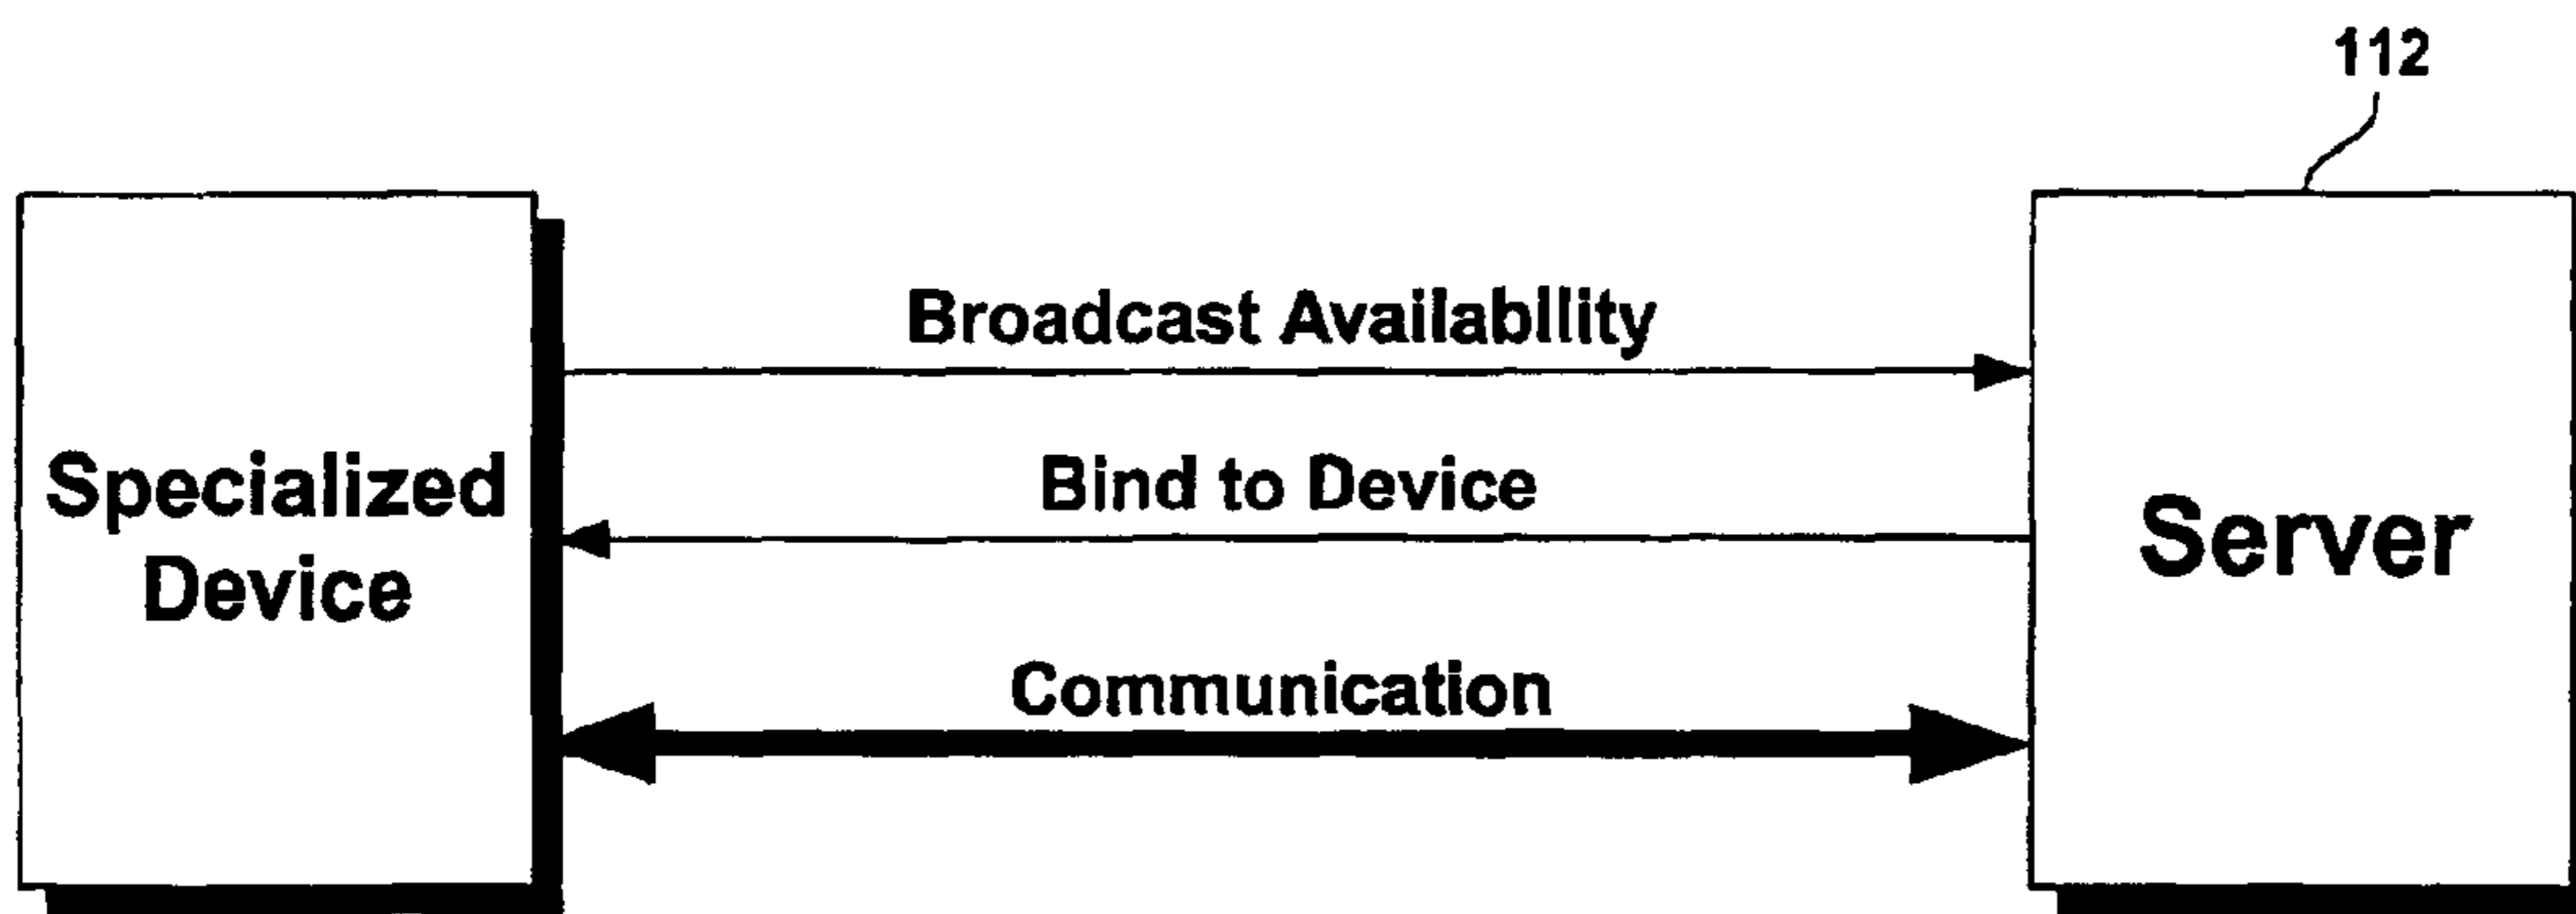 112
Broadcast Availability
Bind to Device
Specialized
Device
Server
Communication